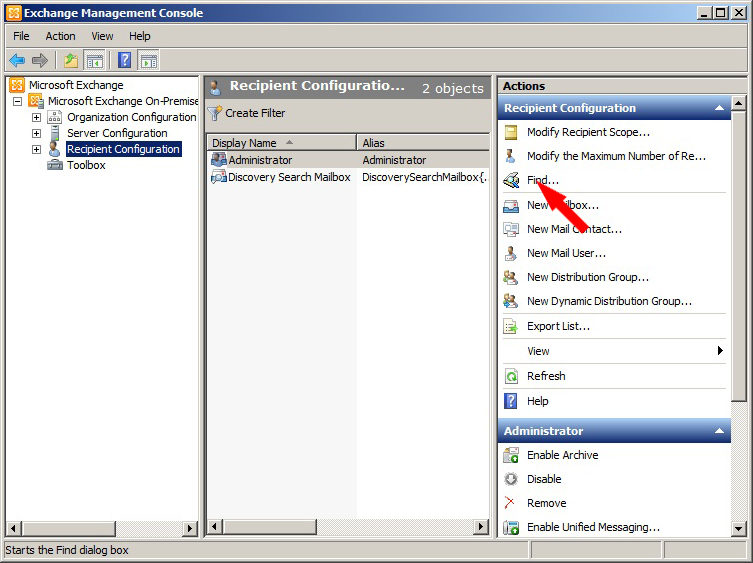 Exchange Management Console
File Action View Help
Microsoft Exchange
Microsoft Exchange On-Premise
Organization Configuration
Server Configuration
Recipient Configuration
Toolbox
Recipient Configuratio... 2 objects
Create Filter
Display Name Alias
Administrator Administrator
Discovery Search Mailbox DiscoverySearchMailbox{.
Actions
Recipient Configuration
Modify Recipient Scope...
Modify the Maximum Number of Re...
Find...
New Mailbox...
New Mail Contact...
New Mail User...
New Distribution Group...
New Dynamic Distribution Group...
Export List...
View
Refresh
Help
Administrator
Enable Archive
Disable
Remove
Enable Unified Messaging...
Starts the Find dialog box